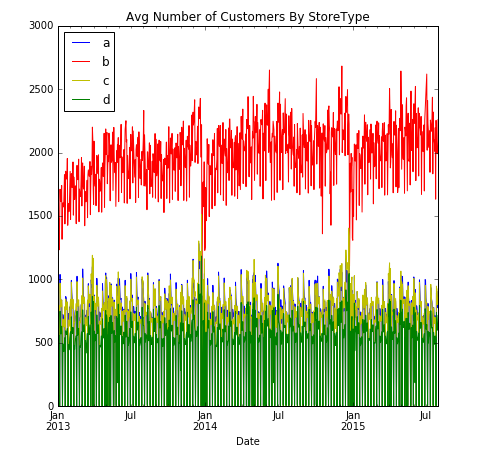 Avg Number of Customers By StoreType
3000
2500
2000
1500
1000
500
0
a
b
c
d
Jan
2013
Jul
Jan
2014
Jul
Jan
2015
Jul
Date